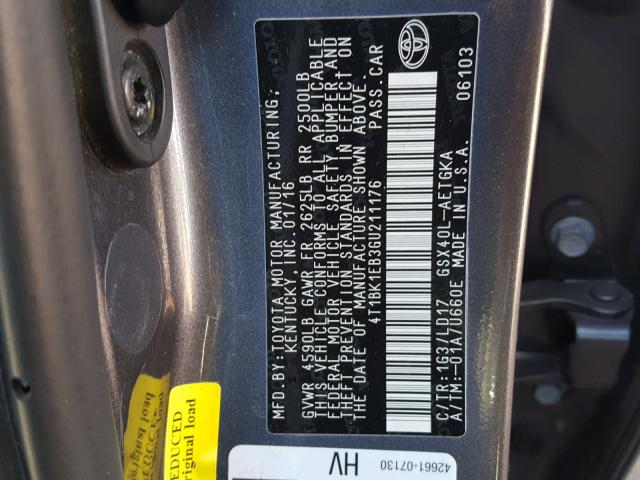 MFD.BY:TOYOTA MOTOR MANUFACTURING,
KENTUCKY, INC.01/16
GVWR 4590LB GAWR FR 2625LB RR 2500LB
THIS VEHICLE CONFORMS TO ALL APPLICABLE
FEDERAL MOTOR VEHICLE SAFETY, BUMPER AND
THEFT PREVENTION STANDARDS IN EFFECT ON
THE DATE OF MANUFACTURE SHOWN ABOVE.
4T1BK1EB3GU211176 PASS.CAR
C/TR:1G3/LD17 GSX40L-AETGKA
A/TM:-01A/U660E MADE IN U.S.A.
06103
REDUCED
original load
HV
42661-07130